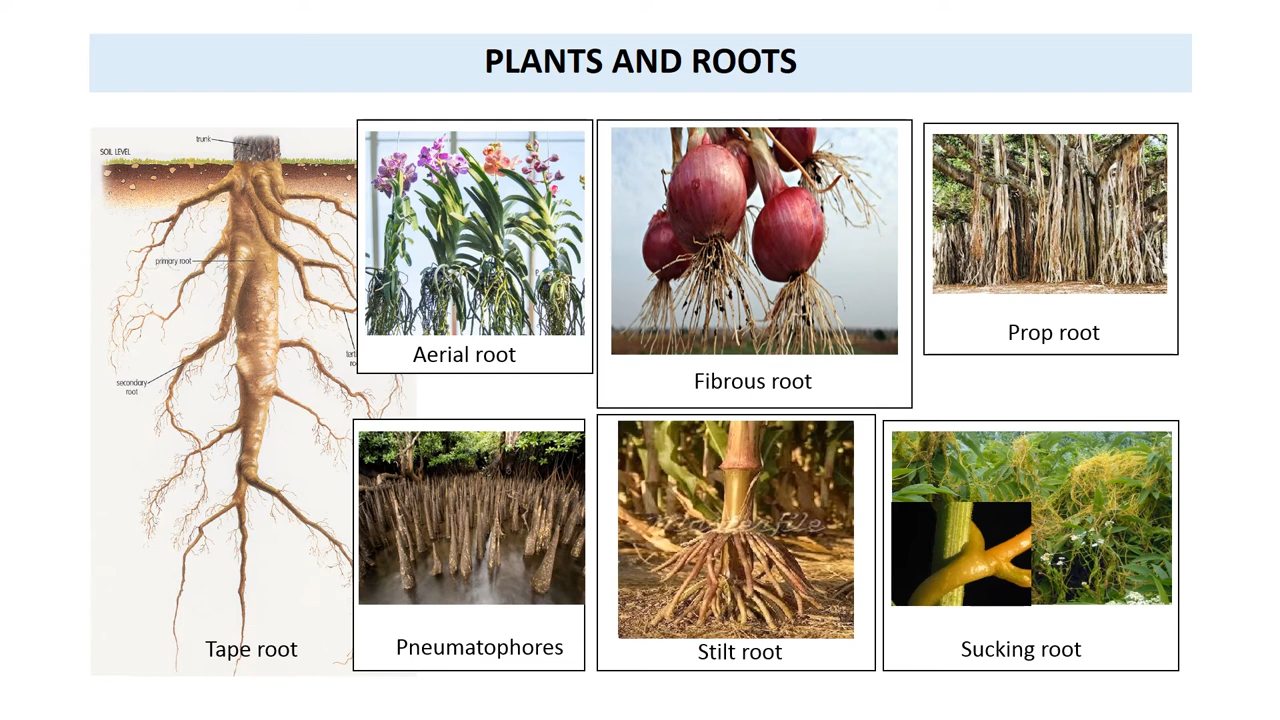 PLANTS AND ROOTS
trunk
SOIL LEVEL
primary root
secondary
root
Tape root
Aerial root
Fibrous root
Prop root
Pneumatophores
Stilt root
Sucking root